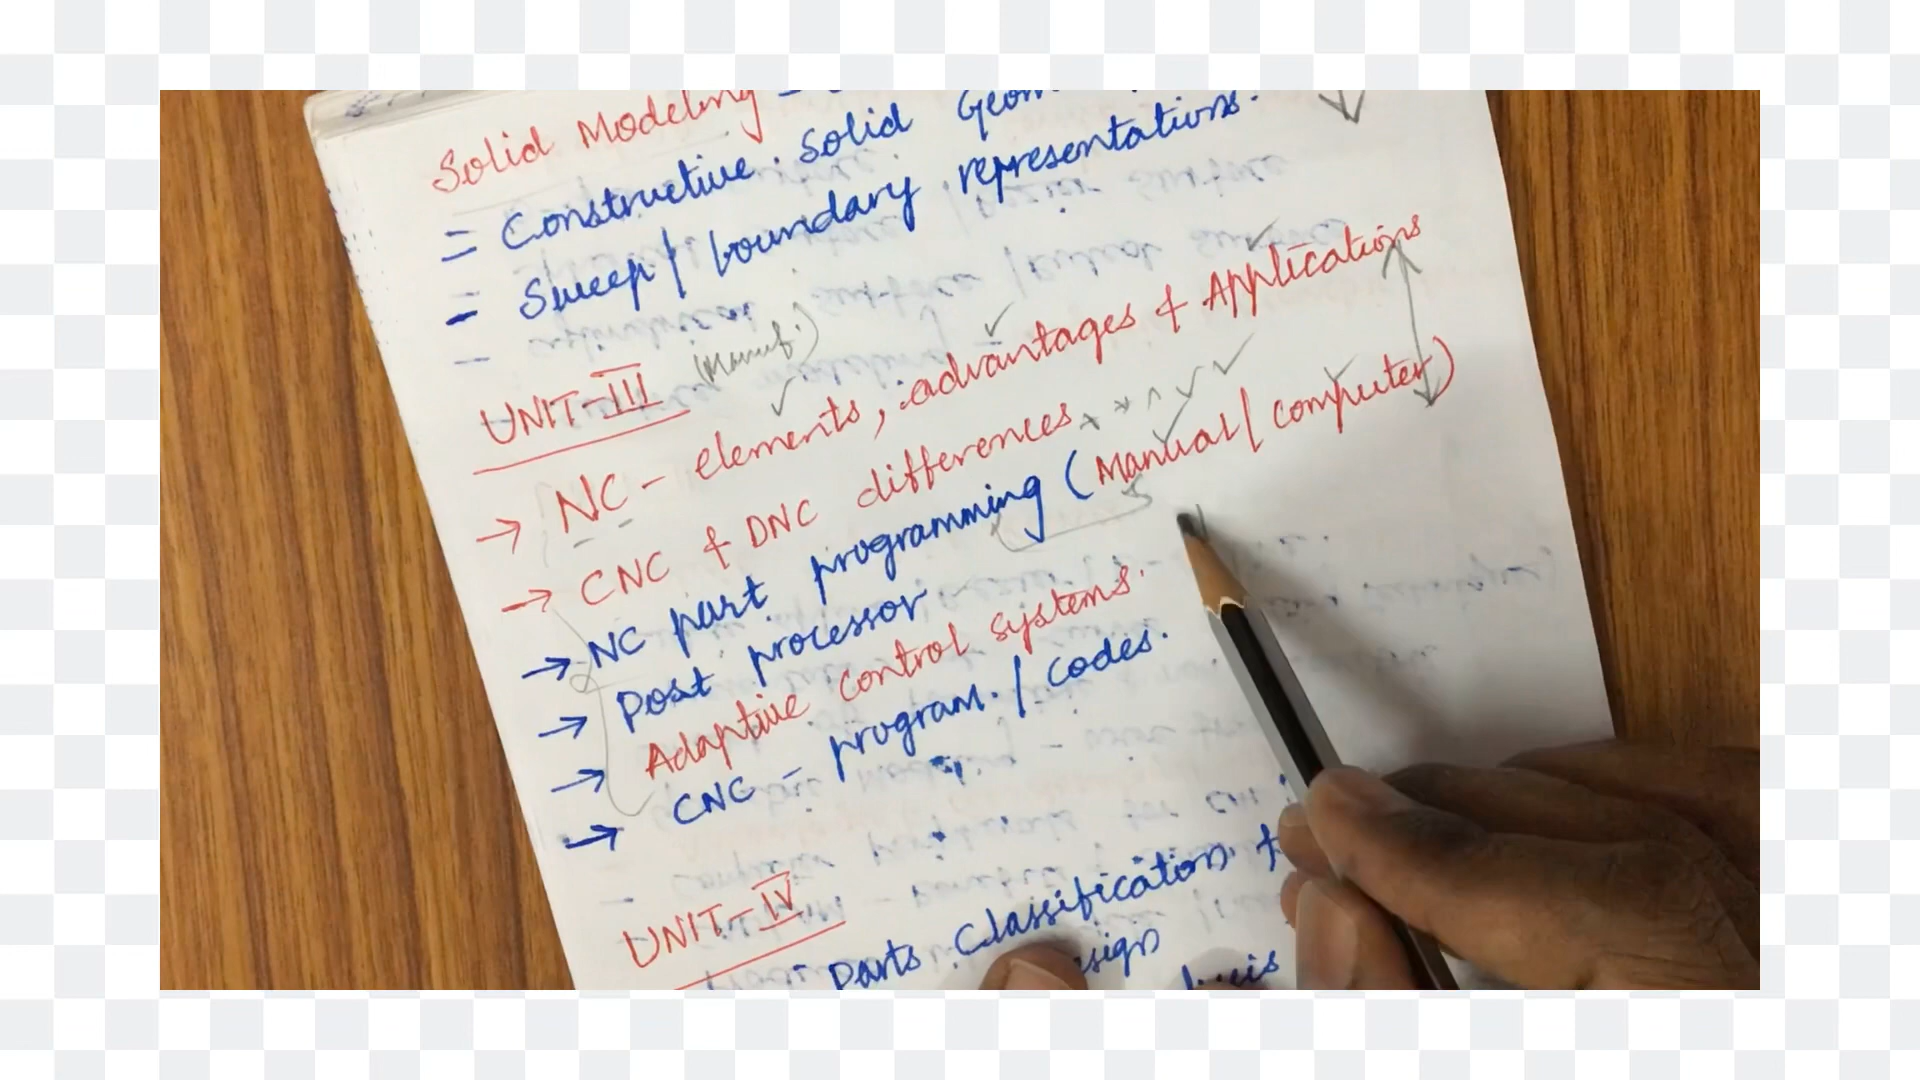 Solid Modeling -
= Constructive Solid Geom
- Sweep / boundary representations.
UNIT-III (Manuf.)
→ NC - elements, advantages & Applications
→ CNC & DNC differences
→ NC part programming (Manual / computer)
→ Post processor
→ Adaptive control systems.
→ CNC - program. / codes.
UNIT-IV
- Parts Classification &